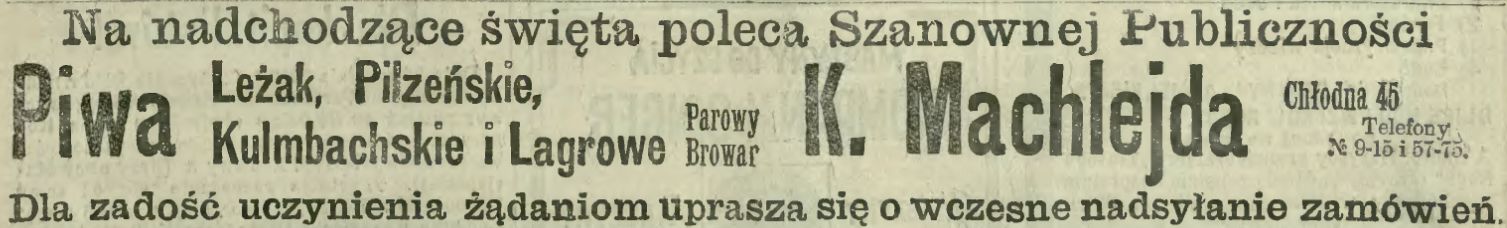 Na nadchodzące święta poleca Szanownej Publiczności
Piwa
Leżak, Pilzeńskie,
Kulmbachskie i Lagrowe
Parowy
Browar
K. Machlejda
Chłodna 45
Telefony
№ 9-15 i 57-75.
Dla zadość uczynienia żądaniom uprasza się o wczesne nadsyłanie zamówień.